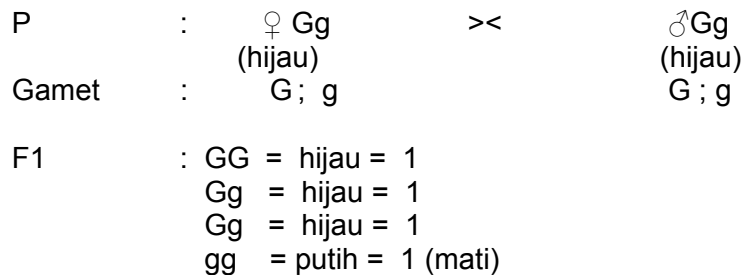 P : ♀ Gg >< ♂Gg
(hijau) (hijau)
Gamet : G ; g G ; g
F1 : GG = hijau = 1
Gg = hijau = 1
Gg = hijau = 1
gg = putih = 1 (mati)